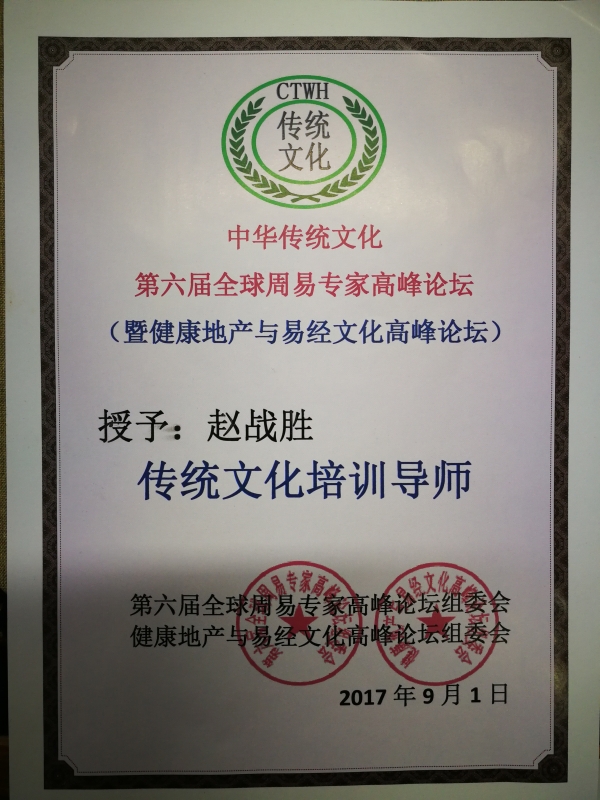 CTWH
传统
文化
中华传统文化
第六届全球周易专家高峰论坛
（暨健康地产与易经文化高峰论坛）
授予：赵战胜
传统文化培训导师
第六届全球周易专家高峰论坛组委会
健康地产与易经文化高峰论坛组委会
2017年9月1日